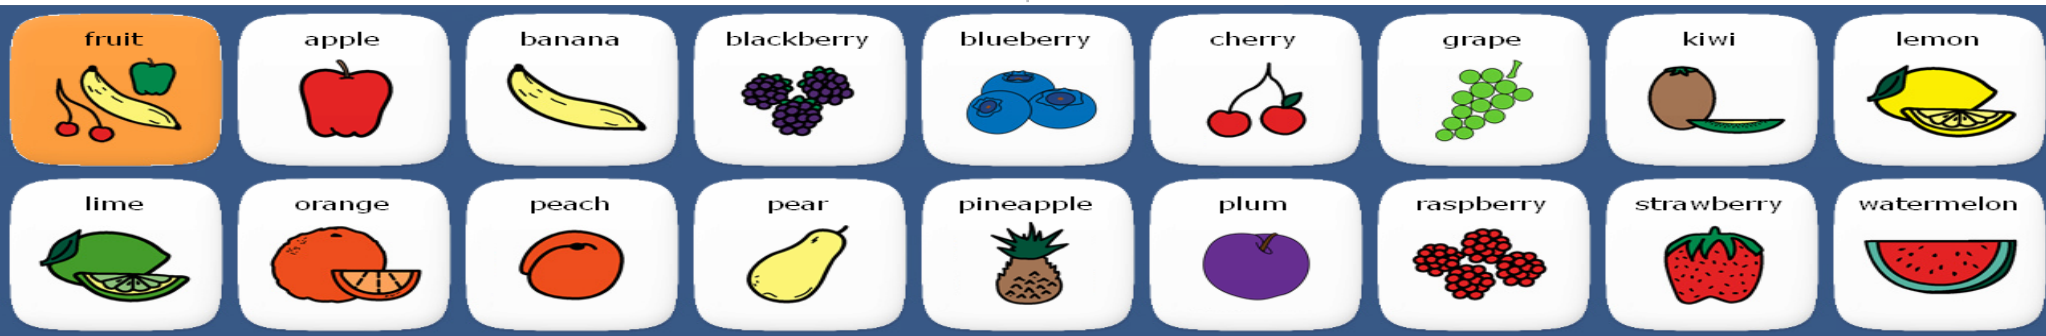 fruit
apple
banana
blackberry
blueberry
cherry
grape
kiwi
lemon
lime
orange
peach
pear
pineapple
plum
raspberry
strawberry
watermelon